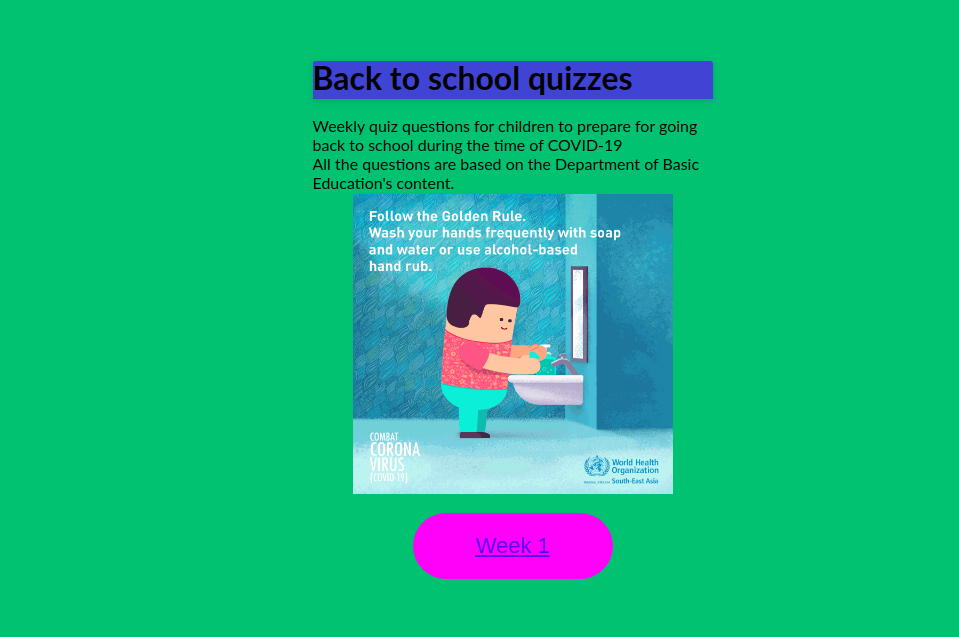 Back to school quizzes
Weekly quiz questions for children to prepare for going
back to school during the time of COVID-19
All the questions are based on the Department of Basic
Education's content.
Follow the Golden Rule.
Wash your hands frequently with soap
and water or use alcohol-based
hand rub.
COMBAT
CORONA
VIRUS
(COVID-19)
World Health
Organization
South-East Asia
Week 1